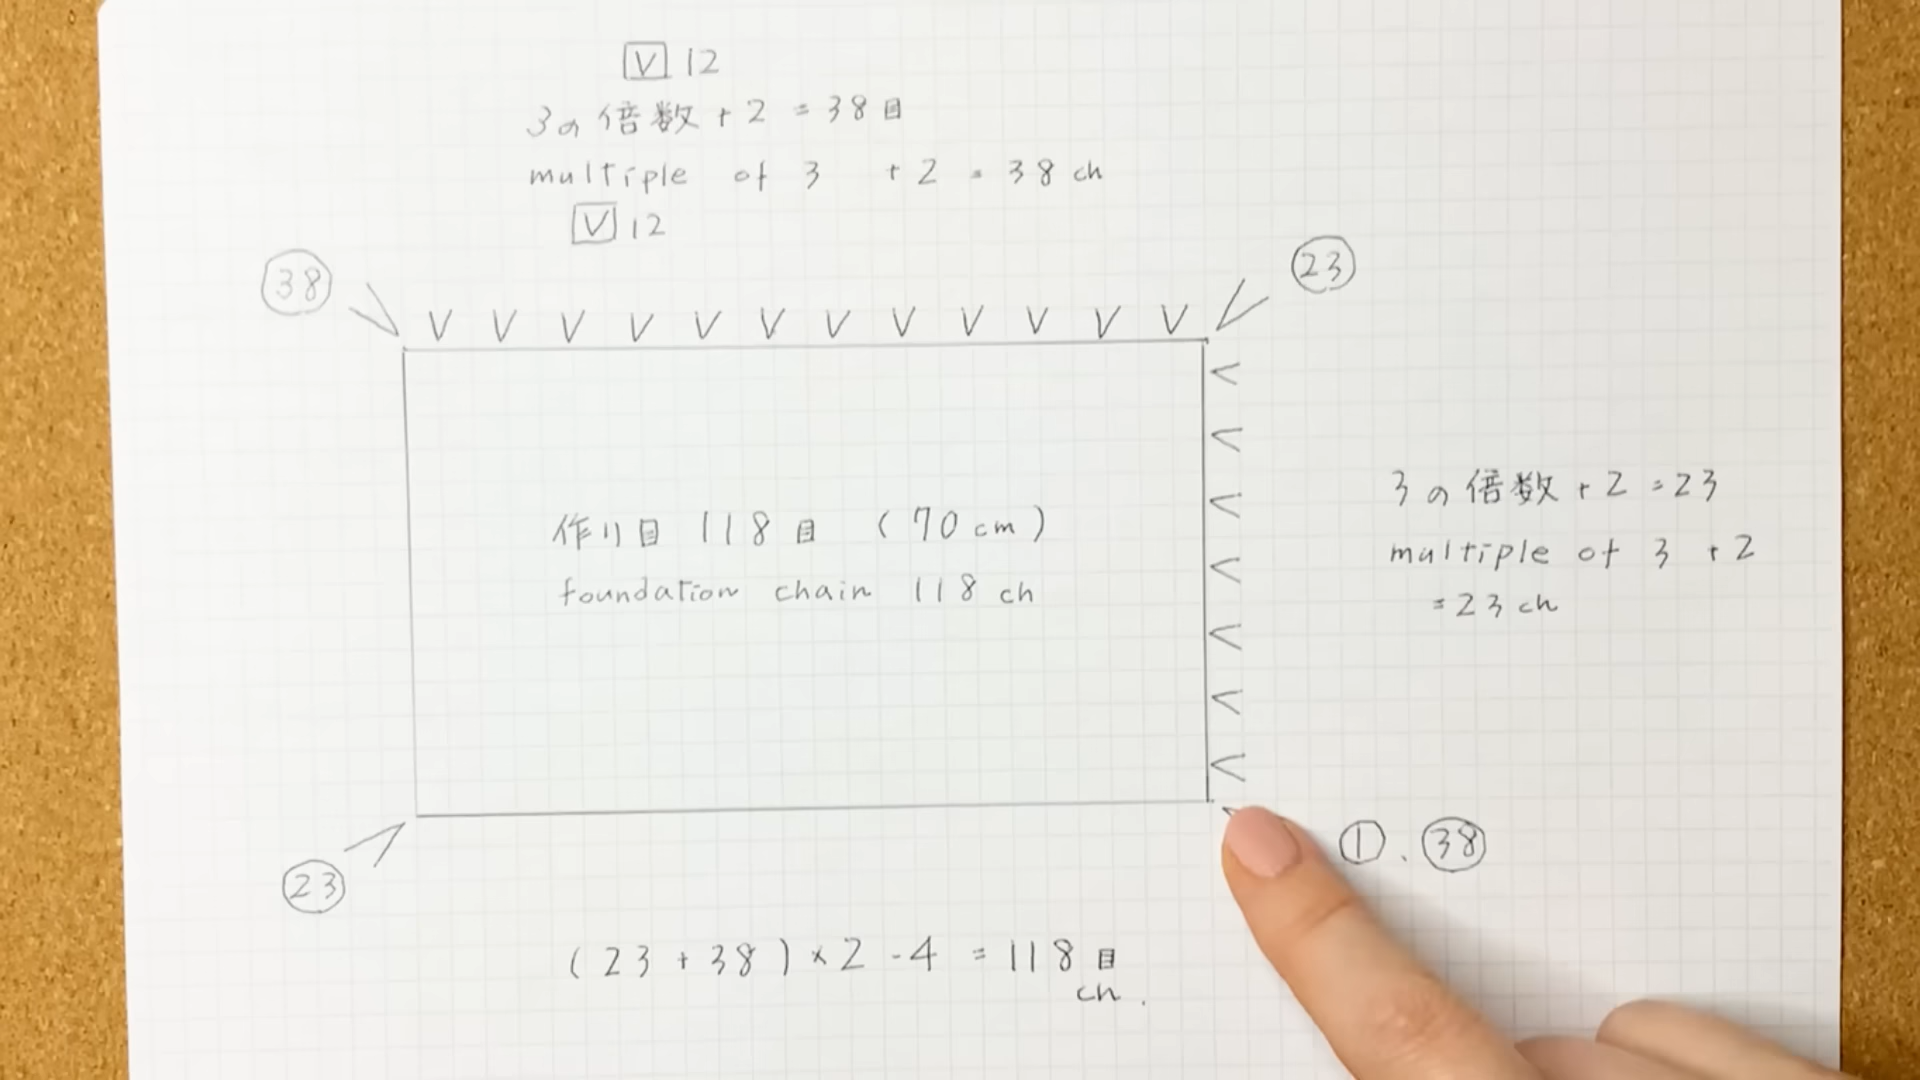 V 12
3の倍数+2=38目
multiple of 3 +2=38 ch
V 12
38
23
V V V V V V V V V V V V
< < < < < < <
作り目 118目 (70cm)
foundation chain 118 ch
3の倍数+2=23
multiple of 3 +2
=23 ch
23
1. 38
(23+38)×2-4=118目
ch.